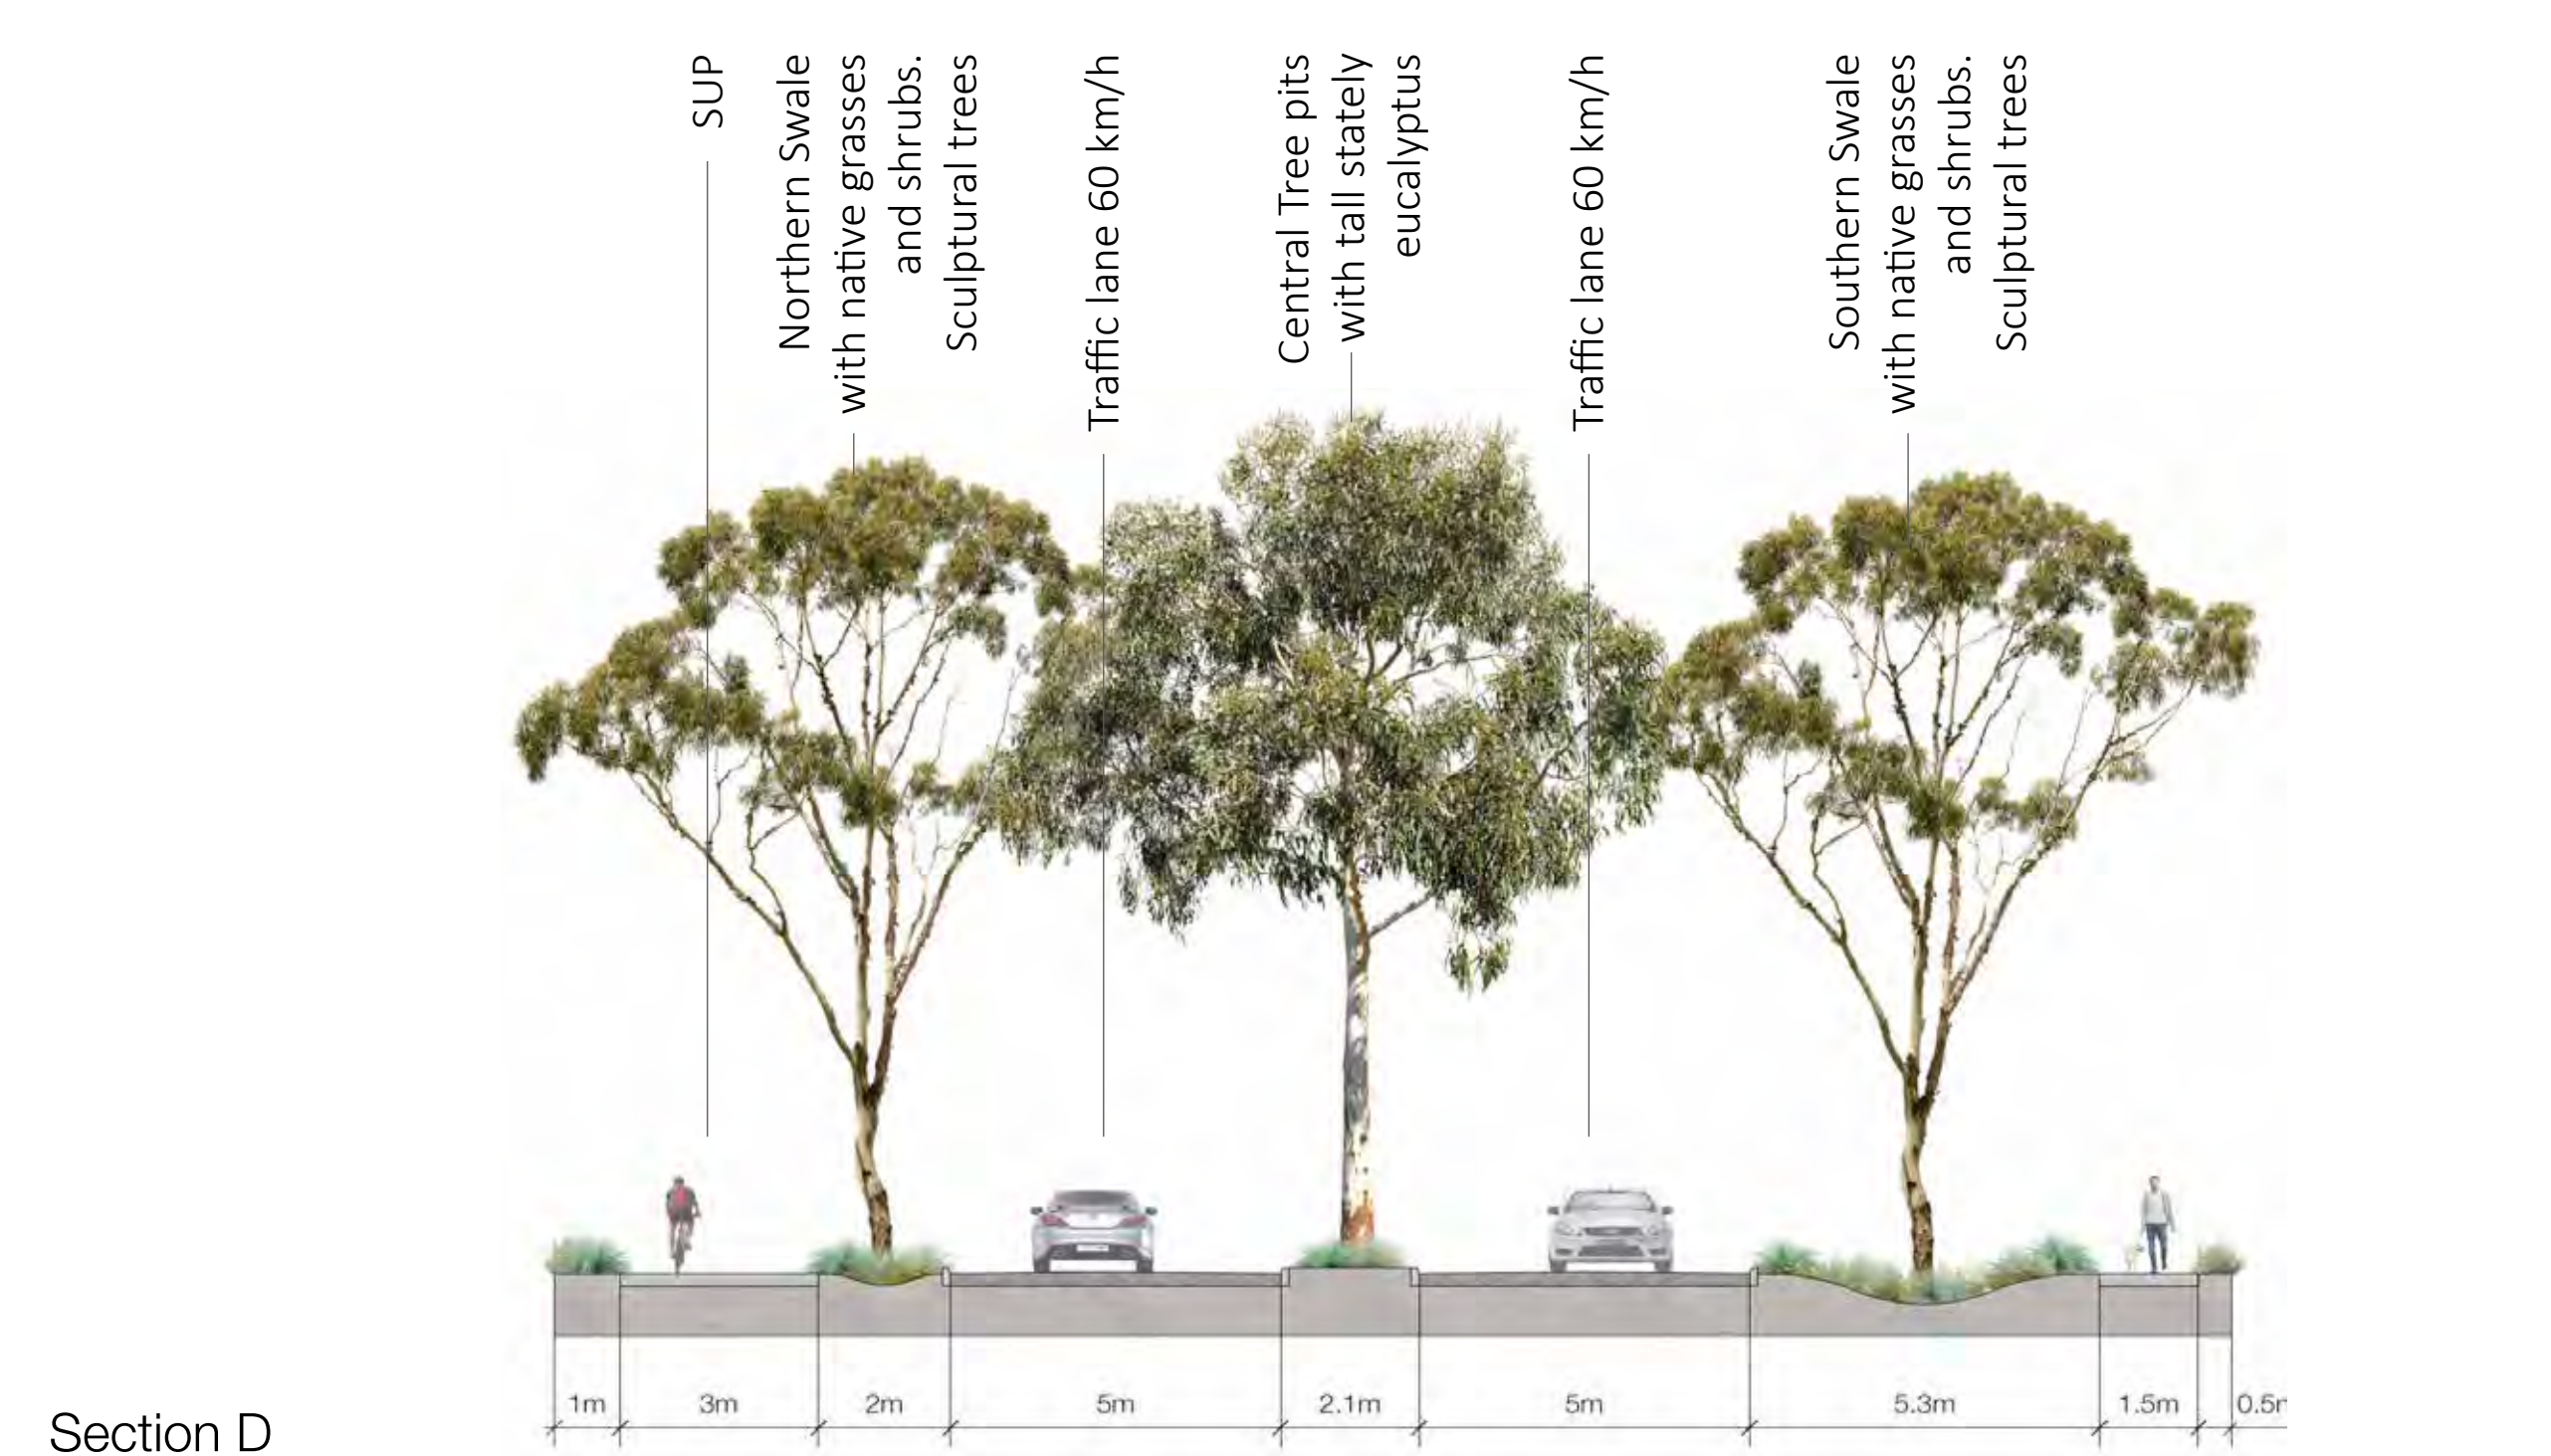 SUP
Northern Swale
with native grasses
and shrubs.
Sculptural trees
Traffic lane 60 km/h
Central Tree pits
with tall stately
eucalyptus
Traffic lane 60 km/h
Southern Swale
with native grasses
and shrubs.
Sculptural trees
1m
3m
2m
5m
2.1m
5m
5.3m
1.5m
Section D